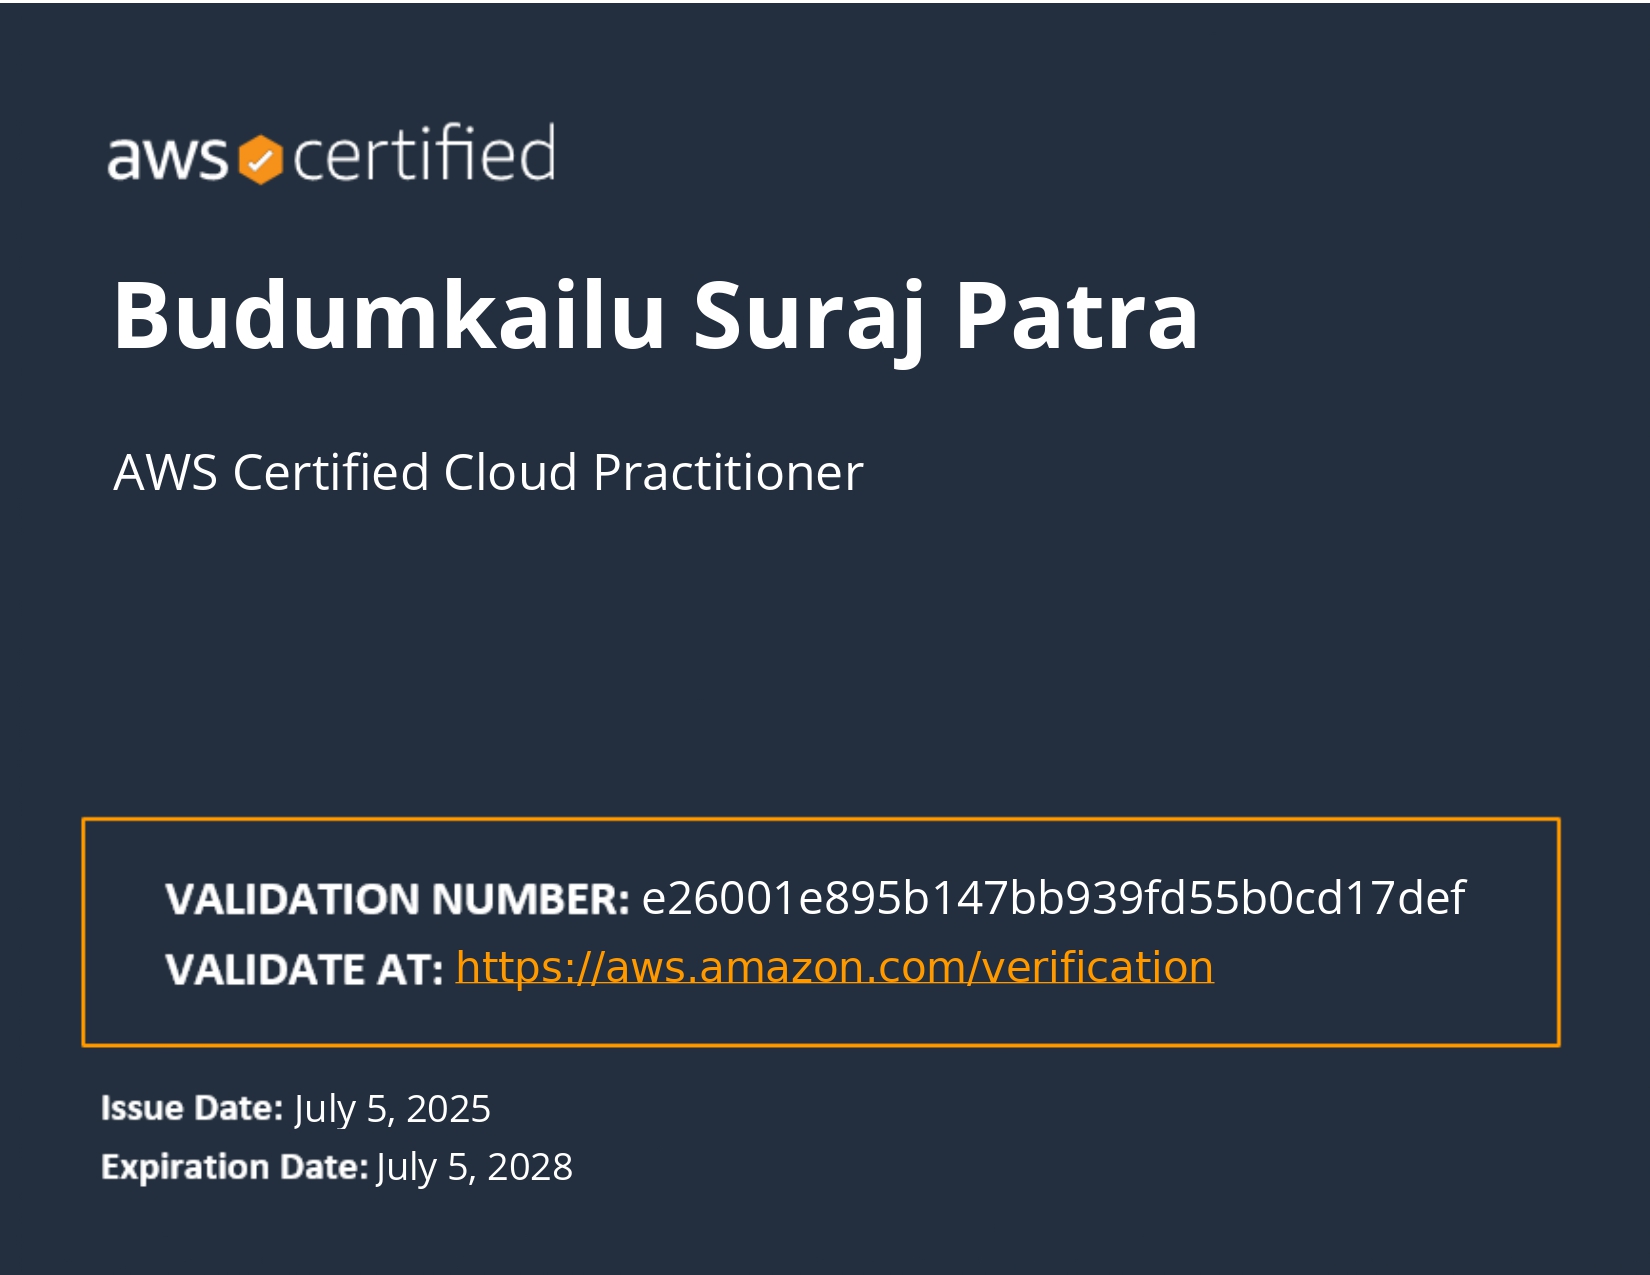 aws certified
Budumkailu Suraj Patra
AWS Certified Cloud Practitioner
VALIDATION NUMBER: e26001e895b147bb939fd55b0cd17def
VALIDATE AT: https://aws.amazon.com/verification
Issue Date: July 5, 2025
Expiration Date: July 5, 2028